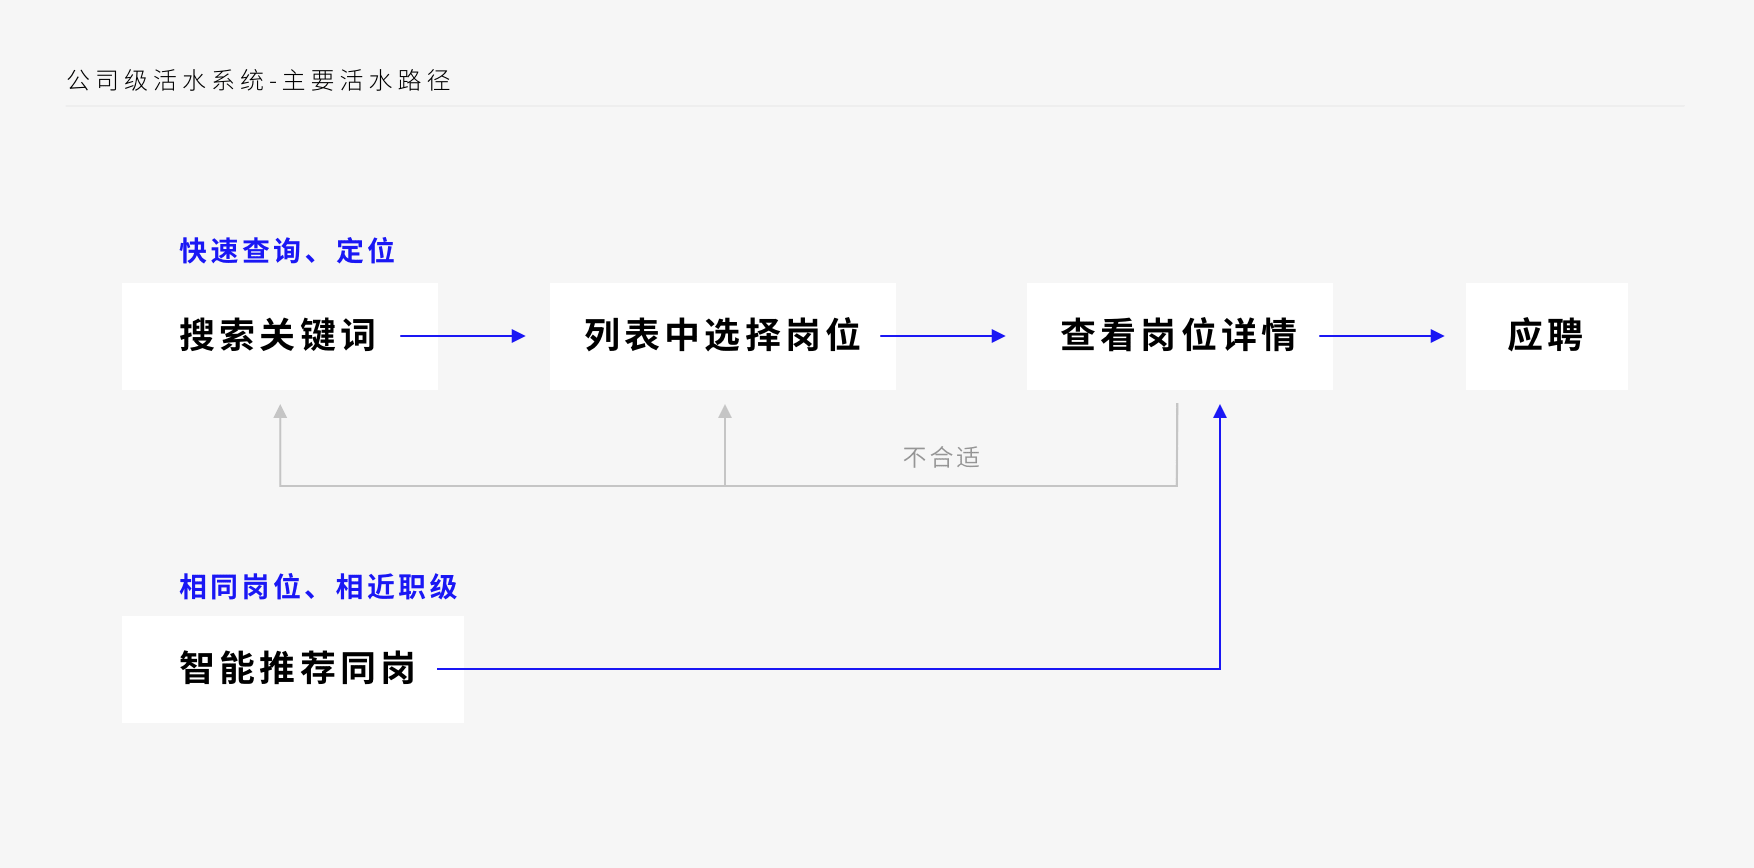 公司级活水系统-主要活水路径
快速查询、定位
搜索关键词
列表中选择岗位
查看岗位详情
应聘
不合适
相同岗位、相近职级
智能推荐同岗